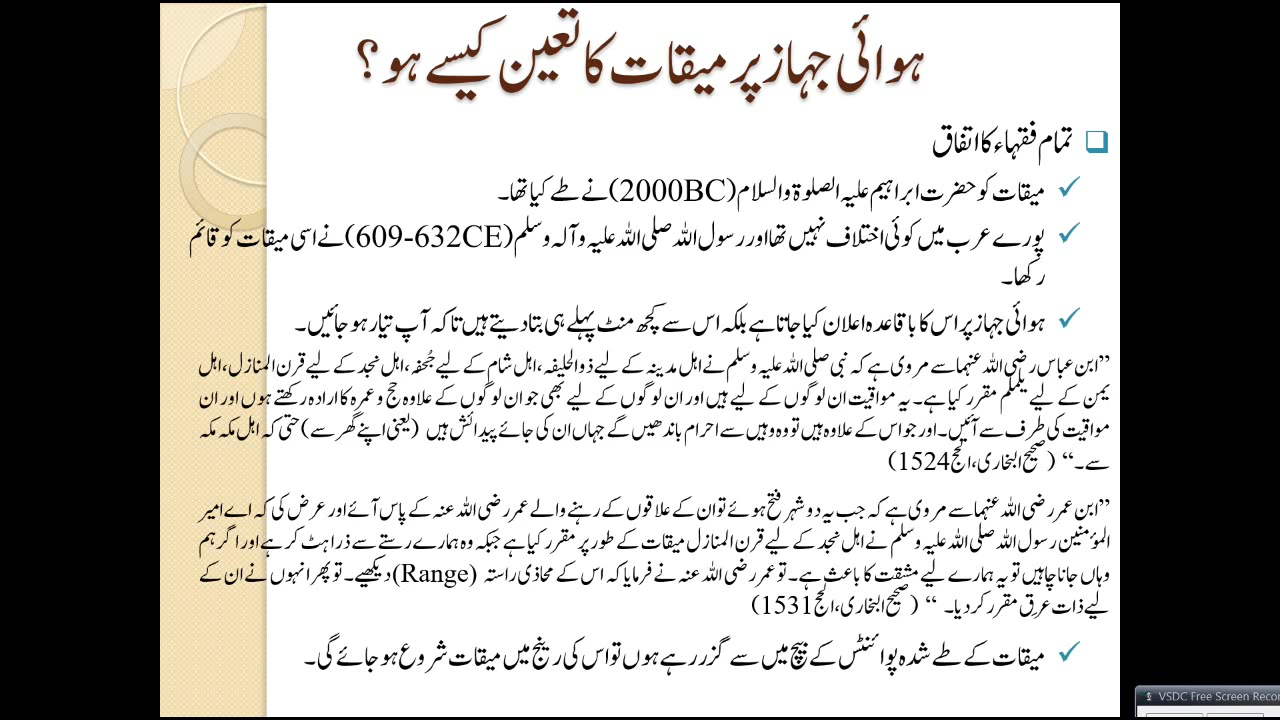 ہوائی جہاز پر میقات کا تعین کیسے ہو؟
تمام فقہاء کا اتفاق
میقات کو حضرت ابراہیم علیہ الصلوۃ والسلام (2000BC) نے طے کیا تھا۔
پورے عرب میں کوئی اختلاف نہیں تھا اور رسول اللہ صلی اللہ علیہ وآلہ وسلم (609-632CE) نے اسی میقات کو قائم
رکھا۔
ہوائی جہاز پر اس کا باقاعدہ اعلان کیا جاتا ہے بلکہ اس سے کچھ منٹ پہلے ہی بتا دیتے ہیں تاکہ آپ تیار ہو جائیں۔
”ابن عباس رضی اللہ عنہما سے مروی ہے کہ نبی صلی اللہ علیہ وسلم نے اہل مدینہ کے لیے ذوالحلیفہ، اہل شام کے لیے جُحفہ، اہل نجد کے لیے قرن المنازل، اہل
یمن کے لیے یلملم مقرر کیا ہے۔ یہ مواقیت ان لوگوں کے لیے ہیں اور ان لوگوں کے لیے بھی جو ان لوگوں کے علاوہ حج و عمرہ کا ارادہ رکھتے ہوں اور ان
مواقیت کی طرف سے آئیں۔ اور جو اس کے علاوہ ہیں تو وہ وہیں سے احرام باندھیں گے جہاں ان کی جائے پیدائش ہیں (یعنی اپنے گھر سے) حتی کہ اہل مکہ مکہ
سے۔“ (صحیح البخاری، الحج 1524)
”ابن عمر رضی اللہ عنہما سے مروی ہے کہ جب یہ دو شہر فتح ہوئے تو ان کے علاقوں کے رہنے والے عمر رضی اللہ عنہ کے پاس آئے اور عرض کی کہ اے امیر
المؤمنین رسول اللہ صلی اللہ علیہ وسلم نے اہل نجد کے لیے قرن المنازل میقات کے طور پر مقرر کیا ہے جبکہ وہ ہمارے رستے سے ذرا ہٹ کر ہے اور اگر ہم
وہاں جانا چاہیں تو یہ ہمارے لیے مشقت کا باعث ہے۔ تو عمر رضی اللہ عنہ نے فرمایا کہ اس کے محاذی راستہ (Range) دیکھیے۔ تو پھر انہوں نے ان کے
لیے ذات عرق مقرر کر دیا۔ “ (صحیح البخاری، الحج 1531)
میقات کے طے شدہ پوائنٹس کے بیچ میں سے گزر رہے ہوں تو اس کی رینج میں میقات شروع ہو جائے گی۔
VSDC Free Screen Recor